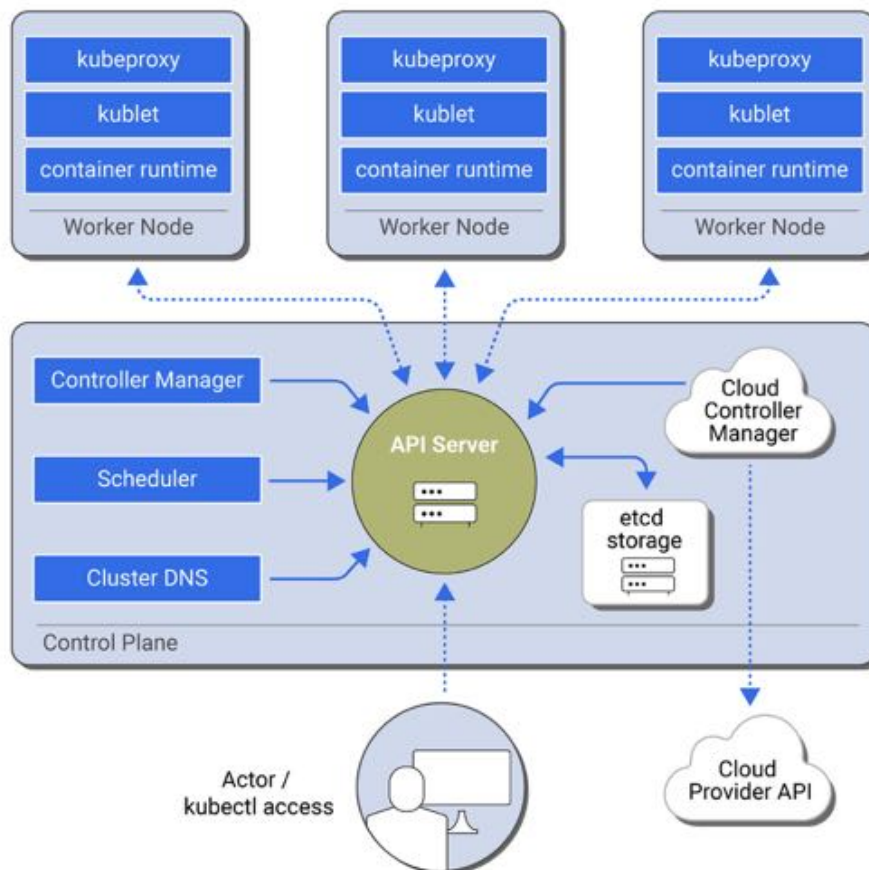 kubeproxy
kublet
container runtime
Worker Node
kubeproxy
kublet
container runtime
Worker Node
kubeproxy
kublet
container runtime
Worker Node
Controller Manager
Scheduler
Cluster DNS
API Server
Cloud
Controller
Manager
etcd
storage
Control Plane
Actor /
kubectl access
Cloud
Provider API